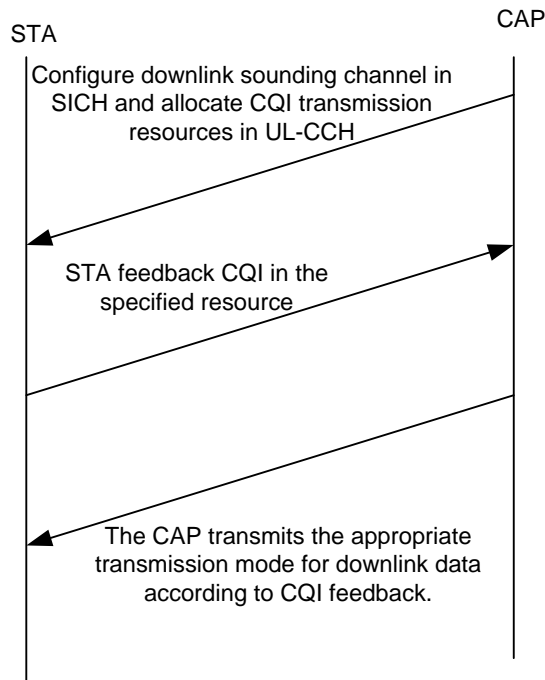 STA
CAP
Configure downlink sounding channel in
SICH and allocate CQI transmission
resources in UL-CCH
STA feedback CQI in the
specified resource
The CAP transmits the appropriate
transmission mode for downlink data
according to CQI feedback.